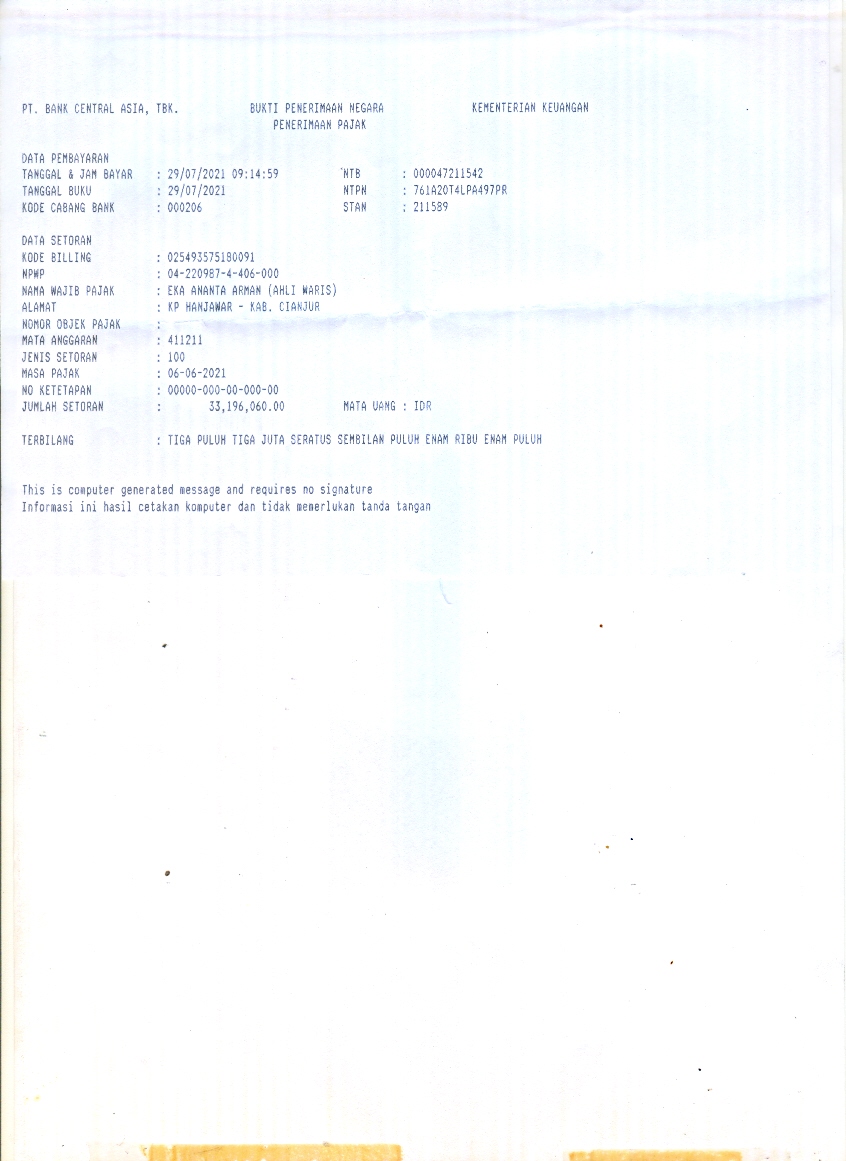 PT. BANK CENTRAL ASIA, TBK. BUKTI PENERIMAAN NEGARA KEMENTERIAN KEUANGAN
PENERIMAAN PAJAK
DATA PEMBAYARAN
TANGGAL & JAM BAYAR : 29/07/2021 09:14:59 NTB : 000047211542
TANGGAL BUKU : 29/07/2021 NTPN : 761A20T4LPA497PR
KODE CABANG BANK : 000206 STAN : 211589
DATA SETORAN
KODE BILLING : 025493575180091
NPWP : 04-220987-4-406-000
NAMA WAJIB PAJAK : EKA ANANTA ARMAN (AHLI WARIS)
ALAMAT : KP HANJAWAR - KAB. CIANJUR
NOMOR OBJEK PAJAK :
MATA ANGGARAN : 411211
JENIS SETORAN : 100
MASA PAJAK : 06-06-2021
NO KETETAPAN : 00000-000-00-000-00
JUMLAH SETORAN : 33,196,060.00 MATA UANG : IDR
TERBILANG : TIGA PULUH TIGA JUTA SERATUS SEMBILAN PULUH ENAM RIBU ENAM PULUH
This is computer generated message and requires no signature
Informasi ini hasil cetakan komputer dan tidak memerlukan tanda tangan